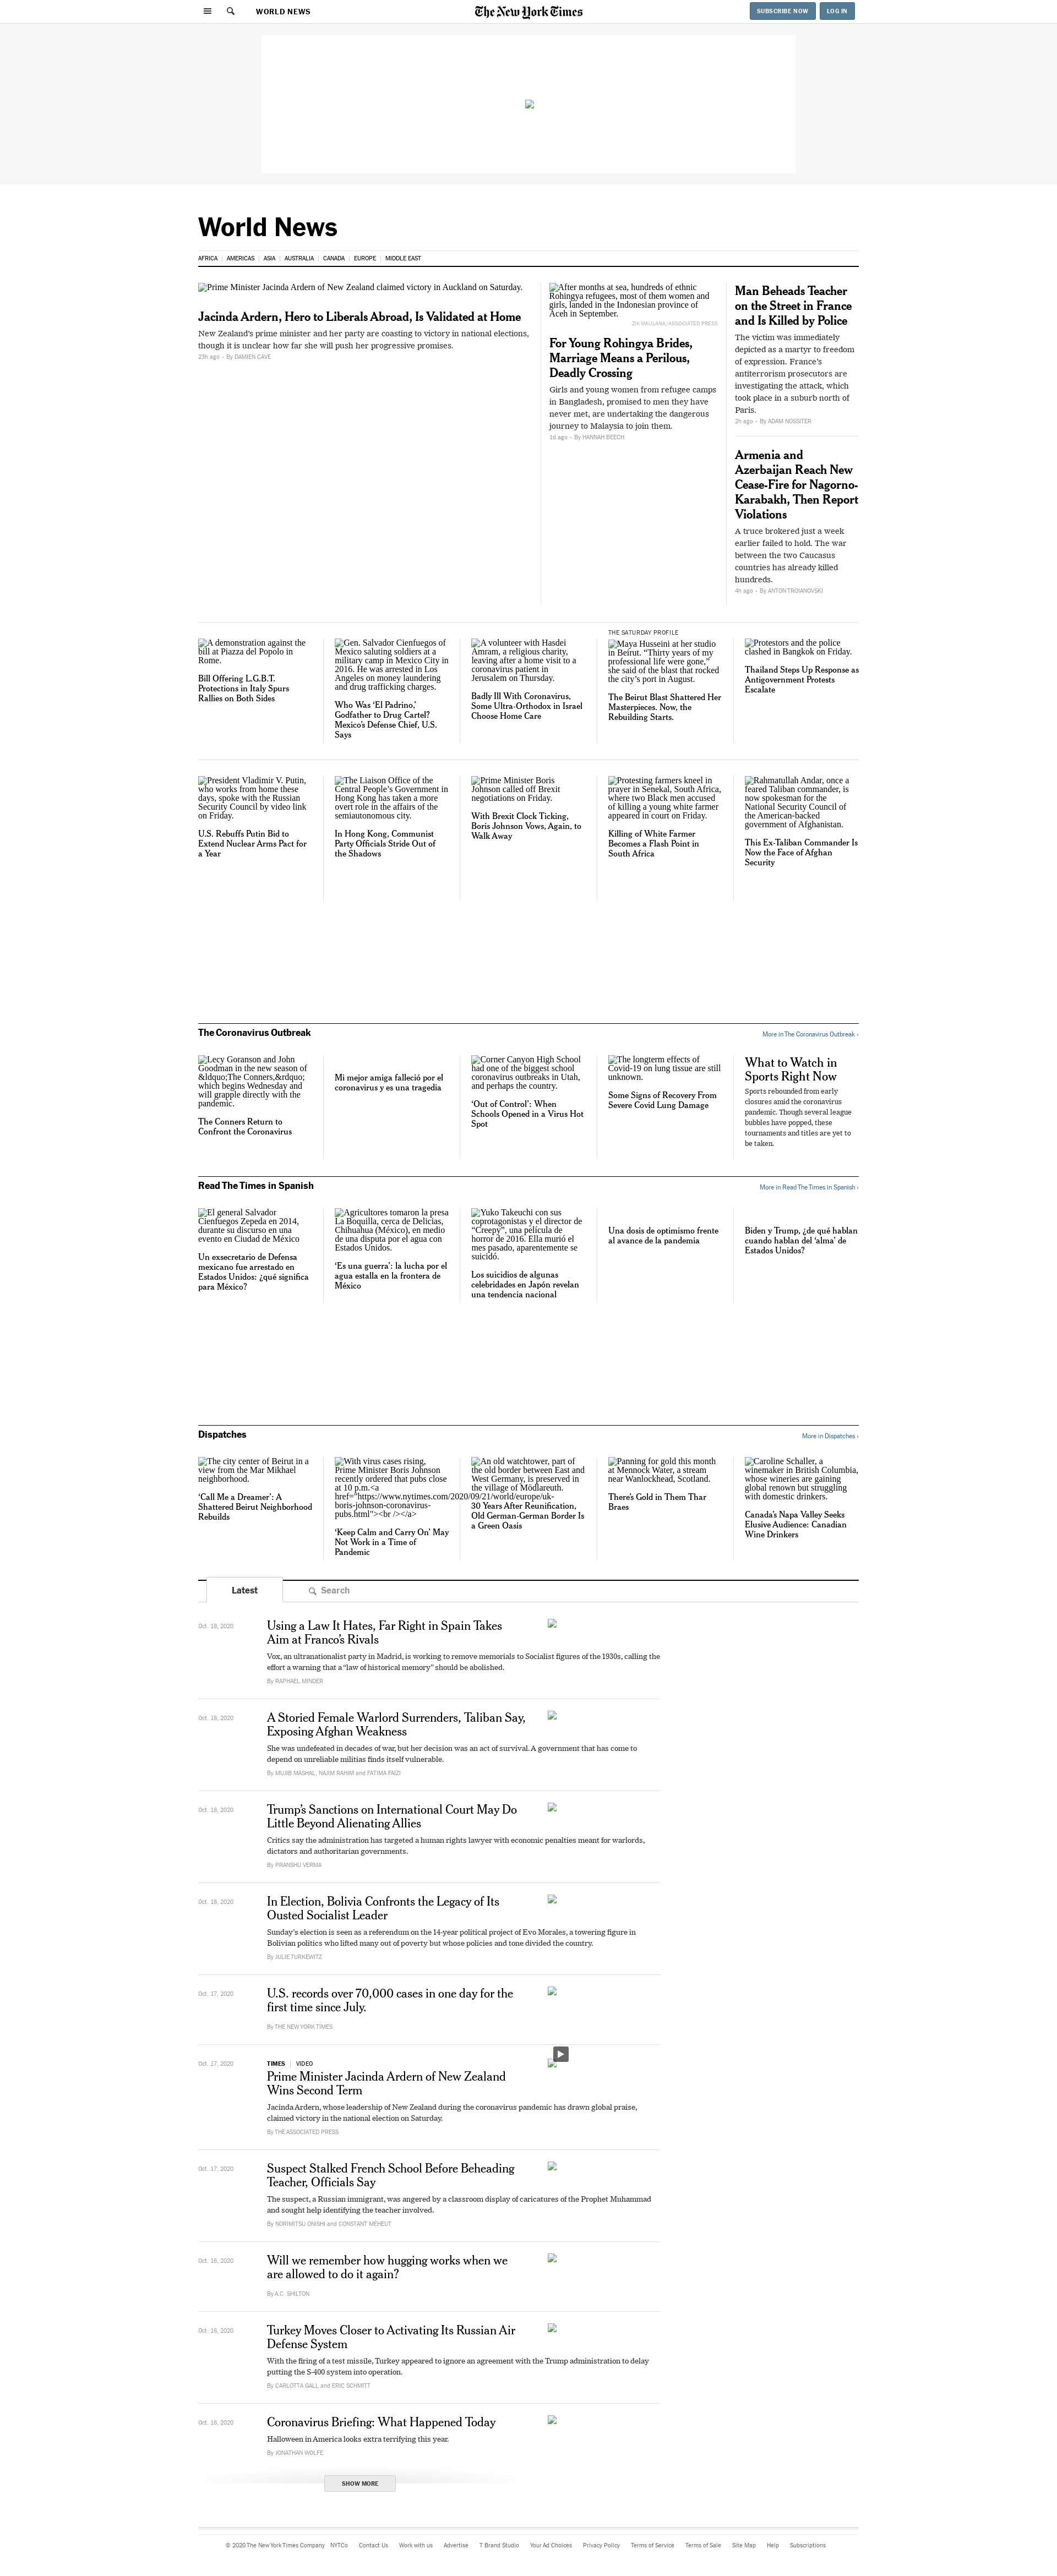 WORLD NEWS
The New York Times
SUBSCRIBE NOW
LOG IN
World News
AFRICA | AMERICAS | ASIA | AUSTRALIA | CANADA | EUROPE | MIDDLE EAST
Prime Minister Jacinda Ardern of New Zealand claimed victory in Auckland on Saturday.
Jacinda Ardern, Hero to Liberals Abroad, Is Validated at Home
New Zealand's prime minister and her party are coasting to victory in national elections,
though it is unclear how far she will push her progressive promises.
23h ago · By DAMIEN CAVE
After months at sea, hundreds of ethnic
Rohingya refugees, most of them women and
girls, landed in the Indonesian province of
Aceh in September.
ZIK MAULANA/ASSOCIATED PRESS
For Young Rohingya Brides,
Marriage Means a Perilous,
Deadly Crossing
Girls and young women from refugee camps
in Bangladesh, promised to men they have
never met, are undertaking the dangerous
journey to Malaysia to join them.
1d ago · By HANNAH BEECH
Man Beheads Teacher
on the Street in France
and Is Killed by Police
The victim was immediately
depicted as a martyr to freedom
of expression. France's
antiterrorism prosecutors are
investigating the attack, which
took place in a suburb north of
Paris.
2h ago · By ADAM NOSSITER
Armenia and
Azerbaijan Reach New
Cease-Fire for Nagorno-
Karabakh, Then Report
Violations
A truce brokered just a week
earlier failed to hold. The war
between the two Caucasus
countries has already killed
hundreds.
4h ago · By ANTON TROIANOVSKI
A demonstration against the
bill at Piazza del Popolo in
Rome.
Bill Offering L.G.B.T.
Protections in Italy Spurs
Rallies on Both Sides
Gen. Salvador Cienfuegos of
Mexico saluting soldiers at a
military camp in Mexico City in
2016. He was arrested in Los
Angeles on money laundering
and drug trafficking charges.
Who Was ‘El Padrino,’
Godfather to Drug Cartel?
Mexico's Defense Chief, U.S.
Says
A volunteer with Hasdei
Amram, a religious charity,
leaving after a home visit to a
coronavirus patient in
Jerusalem on Thursday.
Badly Ill With Coronavirus,
Some Ultra-Orthodox in Israel
Choose Home Care
THE SATURDAY PROFILE
Maya Husseini at her studio
in Beirut. “Thirty years of my
professional life were gone,”
she said of the blast that rocked
the city's port in August.
The Beirut Blast Shattered Her
Masterpieces. Now, the
Rebuilding Starts.
Protestors and the police
clashed in Bangkok on Friday.
Thailand Steps Up Response as
Antigovernment Protests
Escalate
President Vladimir V. Putin,
who works from home these
days, spoke with the Russian
Security Council by video link
on Friday.
U.S. Rebuffs Putin Bid to
Extend Nuclear Arms Pact for
a Year
The Liaison Office of the
Central People's Government in
Hong Kong has taken a more
overt role in the affairs of the
semiautonomous city.
In Hong Kong, Communist
Party Officials Stride Out of
the Shadows
Prime Minister Boris
Johnson called off Brexit
negotiations on Friday.
With Brexit Clock Ticking,
Boris Johnson Vows, Again, to
Walk Away
Protesting farmers kneel in
prayer in Senekal, South Africa,
where two Black men accused
of killing a young white farmer
appeared in court on Friday.
Killing of White Farmer
Becomes a Flash Point in
South Africa
Rahmatullah Andar, once a
feared Taliban commander, is
now spokesman for the
National Security Council of
the American-backed
government of Afghanistan.
This Ex-Taliban Commander Is
Now the Face of Afghan
Security
The Coronavirus Outbreak
More in The Coronavirus Outbreak ›
Lecy Goranson and John
Goodman in the new season of
&ldquo;The Conners,&rdquo;
which begins Wednesday and
will grapple directly with the
pandemic.
The Conners Return to
Confront the Coronavirus
Mi mejor amiga falleció por el
coronavirus y es una tragedia
Corner Canyon High School
had one of the biggest school
coronavirus outbreaks in Utah,
and perhaps the country.
‘Out of Control’: When
Schools Opened in a Virus Hot
Spot
The longterm effects of
Covid-19 on lung tissue are still
unknown.
Some Signs of Recovery From
Severe Covid Lung Damage
What to Watch in
Sports Right Now
Sports rebounded from early
closures amid the coronavirus
pandemic. Though several league
bubbles have popped, these
tournaments and titles are yet to
be taken.
Read The Times in Spanish
More in Read The Times in Spanish ›
El general Salvador
Cienfuegos Zepeda en 2014,
durante su discurso en un
evento en Ciudad de México
Un exsecretario de Defensa
mexicano fue arrestado en
Estados Unidos: ¿qué significa
para México?
Agricultores tomaron la presa
La Boquilla, cerca de Delicias,
Chihuahua (México), en medio
de una disputa por el agua con
Estados Unidos.
‘Es una guerra’: la lucha por el
agua estalla en la frontera de
México
Yuko Takeuchi con sus
coprotagonistas y el director de
“Creepy”, una película de
horror de 2016. Ella murió el
mes pasado, aparentemente se
suicidó.
Los suicidios de algunas
celebridades en Japón revelan
una tendencia nacional
Una dosis de optimismo frente
al avance de la pandemia
Biden y Trump, ¿de qué hablan
cuando hablan del ‘alma’ de
Estados Unidos?
Dispatches
More in Dispatches ›
The city center of Beirut in a
view from the Mar Mikhael
neighborhood.
‘Call Me a Dreamer’: A
Shattered Beirut Neighborhood
Rebuilds
With virus cases rising,
Prime Minister Boris Johnson
recently ordered that pubs close
at 10 p.m.<a
href="https://www.nytimes.com/2020/09/21/world/europe/uk-
boris-johnson-coronavirus-
pubs.html"><br /></a>
‘Keep Calm and Carry On’ May
Not Work in a Time of
Pandemic
An old watchtower, part of
the old border between East and
West Germany, is preserved in
the village of Mödlareuth.
30 Years After Reunification,
Old German-German Border Is
a Green Oasis
Panning for gold this month
at Mennock Water, a stream
near Wanlockhead, Scotland.
There's Gold in Them Thar
Braes
Caroline Schaller, a
winemaker in British Columbia,
whose wineries are gaining
global renown but struggling
with domestic drinkers.
Canada's Napa Valley Seeks
Elusive Audience: Canadian
Wine Drinkers
Latest
Search
Oct. 18, 2020
Using a Law It Hates, Far Right in Spain Takes
Aim at Franco's Rivals
Vox, an ultranationalist party in Madrid, is working to remove memorials to Socialist figures of the 1930s, calling the
effort a warning that a “law of historical memory” should be abolished.
By RAPHAEL MINDER
Oct. 18, 2020
A Storied Female Warlord Surrenders, Taliban Say,
Exposing Afghan Weakness
She was undefeated in decades of war, but her decision was an act of survival. A government that has come to
depend on unreliable militias finds itself vulnerable.
By MUJIB MASHAL, NAJIM RAHIM and FATIMA FAIZI
Oct. 18, 2020
Trump's Sanctions on International Court May Do
Little Beyond Alienating Allies
Critics say the administration has targeted a human rights lawyer with economic penalties meant for warlords,
dictators and authoritarian governments.
By PRANSHU VERMA
Oct. 18, 2020
In Election, Bolivia Confronts the Legacy of Its
Ousted Socialist Leader
Sunday's election is seen as a referendum on the 14-year political project of Evo Morales, a towering figure in
Bolivian politics who lifted many out of poverty but whose policies and tone divided the country.
By JULIE TURKEWITZ
Oct. 17, 2020
U.S. records over 70,000 cases in one day for the
first time since July.
By THE NEW YORK TIMES
Oct. 17, 2020
TIMES | VIDEO
Prime Minister Jacinda Ardern of New Zealand
Wins Second Term
Jacinda Ardern, whose leadership of New Zealand during the coronavirus pandemic has drawn global praise,
claimed victory in the national election on Saturday.
By THE ASSOCIATED PRESS
Oct. 17, 2020
Suspect Stalked French School Before Beheading
Teacher, Officials Say
The suspect, a Russian immigrant, was angered by a classroom display of caricatures of the Prophet Muhammad
and sought help identifying the teacher involved.
By NORIMITSU ONISHI and CONSTANT MÉHEUT
Oct. 16, 2020
Will we remember how hugging works when we
are allowed to do it again?
By A.C. SHILTON
Oct. 16, 2020
Turkey Moves Closer to Activating Its Russian Air
Defense System
With the firing of a test missile, Turkey appeared to ignore an agreement with the Trump administration to delay
putting the S-400 system into operation.
By CARLOTTA GALL and ERIC SCHMITT
Oct. 16, 2020
Coronavirus Briefing: What Happened Today
Halloween in America looks extra terrifying this year.
By JONATHAN WOLFE
SHOW MORE
© 2020 The New York Times Company NYTCo Contact Us Work with us Advertise T Brand Studio Your Ad Choices Privacy Policy Terms of Service Terms of Sale Site Map Help Subscriptions